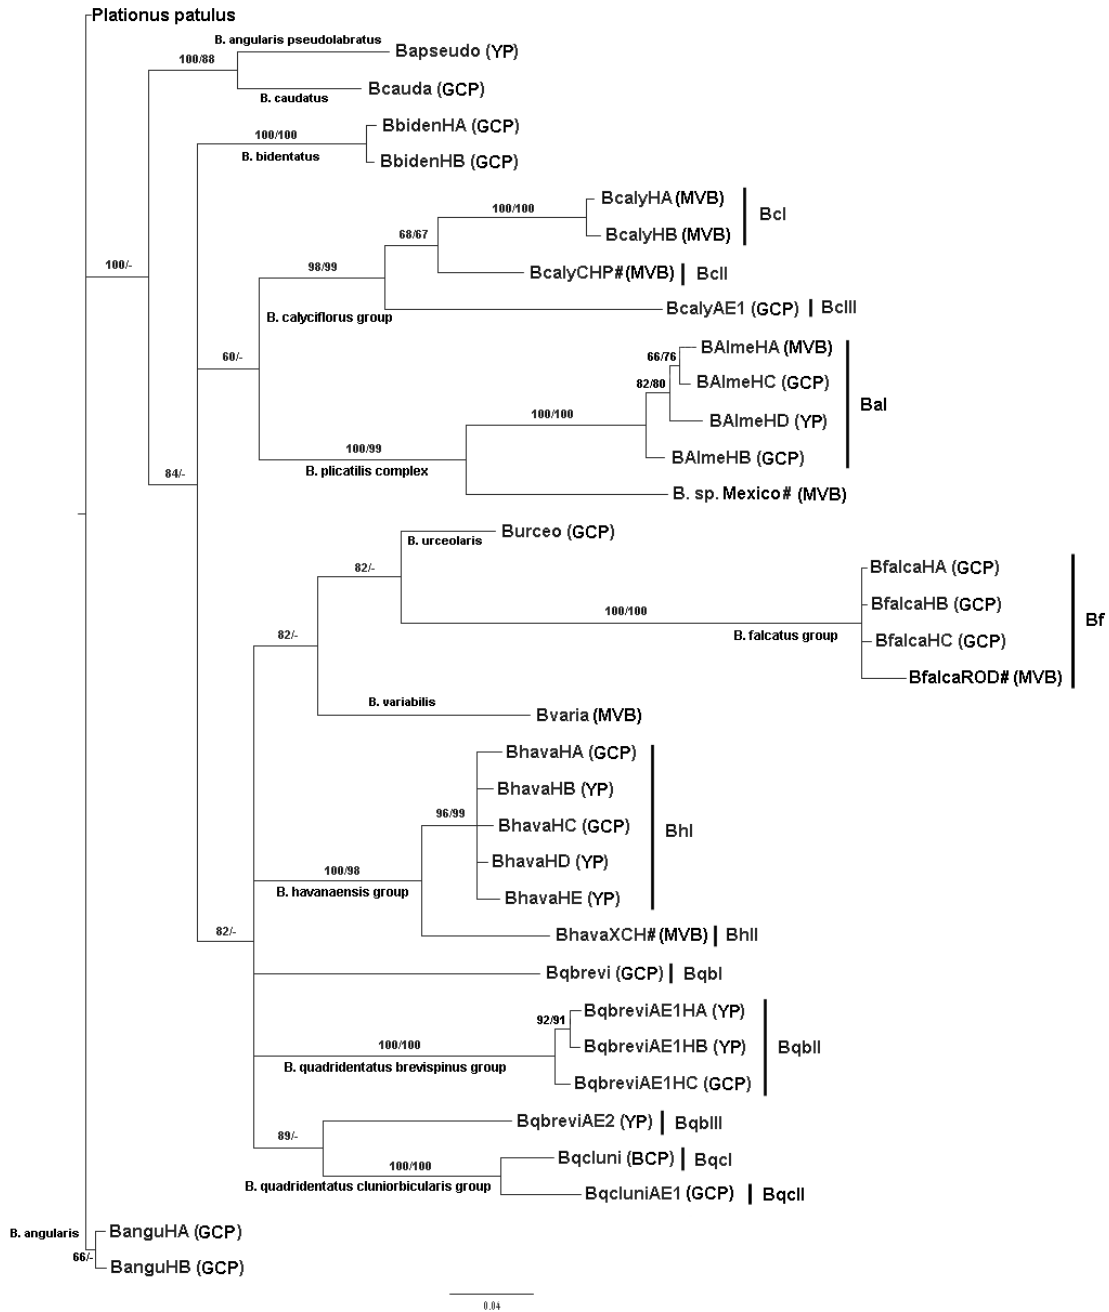 Plationus patulus
B. angularis pseudolabratus
Bapseudo (YP)
100/88
Bcauda (GCP)
B. caudatus
BbidenHA (GCP)
100/100
B. bidentatus
BbidenHB (GCP)
BcalyHA (MVB)
100/100
BcI
BcalyHB (MVB)
68/67
100/-
98/99
BcalyCHP# (MVB) BcII
BcalyAE1 (GCP) BcIII
B. calyciflorus group
BAlmeHA (MVB)
60/-
66/76
BAlmeHC (GCP)
82/80
BAlmeHD (YP)
BaI
100/100
100/99
BAlmeHB (GCP)
84/-
B. plicatilis complex
B. sp. Mexico# (MVB)
Burceo (GCP)
B. urceolaris
BfalcaHA (GCP)
82/-
BfalcaHB (GCP)
100/100
Bf
82/-
B. falcatus group
BfalcaHC (GCP)
BfalcaROD# (MVB)
B. variabilis
Bvaria (MVB)
BhavaHA (GCP)
BhavaHB (YP)
96/99
BhavaHC (GCP)
BhI
BhavaHD (YP)
100/98
B. havanaensis group
BhavaHE (YP)
82/-
BhavaXCH# (MVB) BhII
Bqbrevi (GCP) BqbI
BqbreviAE1HA (YP)
92/91
BqbreviAE1HB (YP)
BqbII
100/100
B. quadridentatus brevispinus group
BqbreviAE1HC (GCP)
BqbreviAE2 (YP) BqbIII
89/-
Bqcluni (BCP) BqcI
100/100
B. quadridentatus cluniorbicularis group
BqcluniAE1 (GCP) BqcII
B. angularis
BanguHA (GCP)
66/-
BanguHB (GCP)
0.04